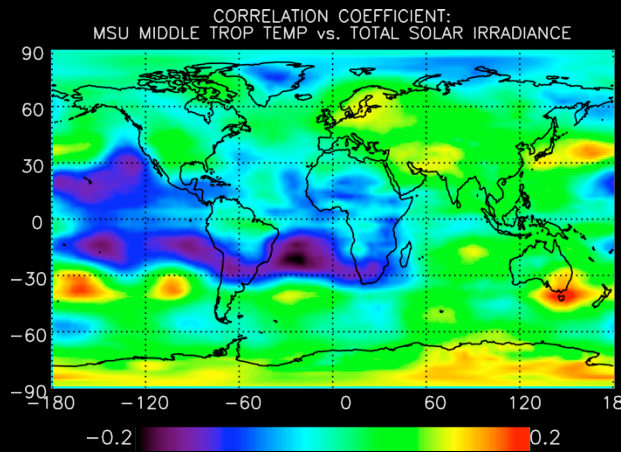 CORRELATION COEFFICIENT:
MSU MIDDLE TROP TEMP vs. TOTAL SOLAR IRRADIANCE
90
60
30
0
−30
−60
−90
−180 −120 −60 0 60 120 18
−0.2 0.2